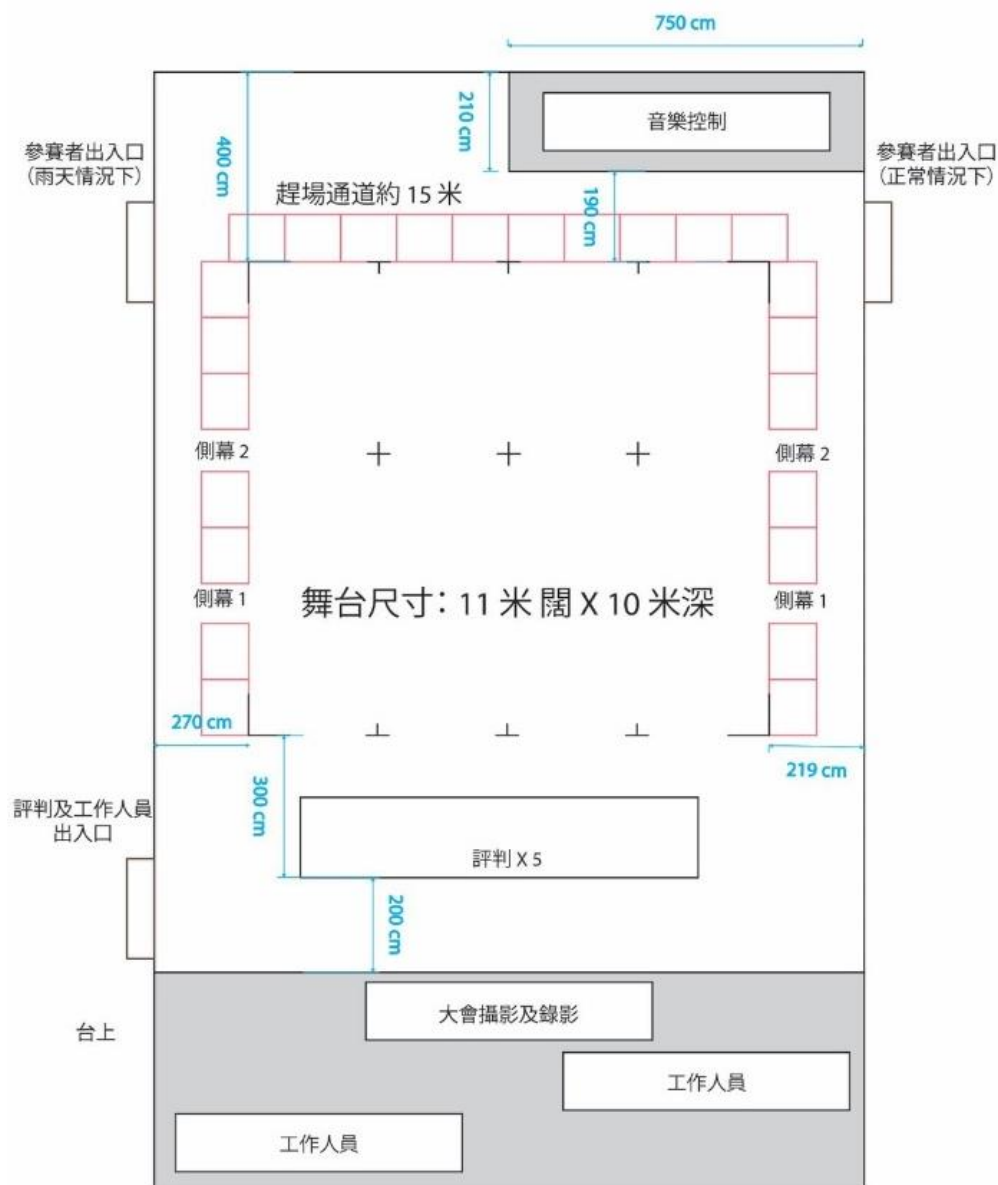 750 cm
210 cm
音樂控制
參賽者出入口
(雨天情況下)
400 cm
參賽者出入口
(正常情況下)
趕場通道約 15 米
190 cm
側幕 2
側幕 2
側幕 1
舞台尺寸：11 米 闊 X 10 米深
側幕 1
270 cm
219 cm
300 cm
評判及工作人員
出入口
評判 X 5
200 cm
大會攝影及錄影
台上
工作人員
工作人員